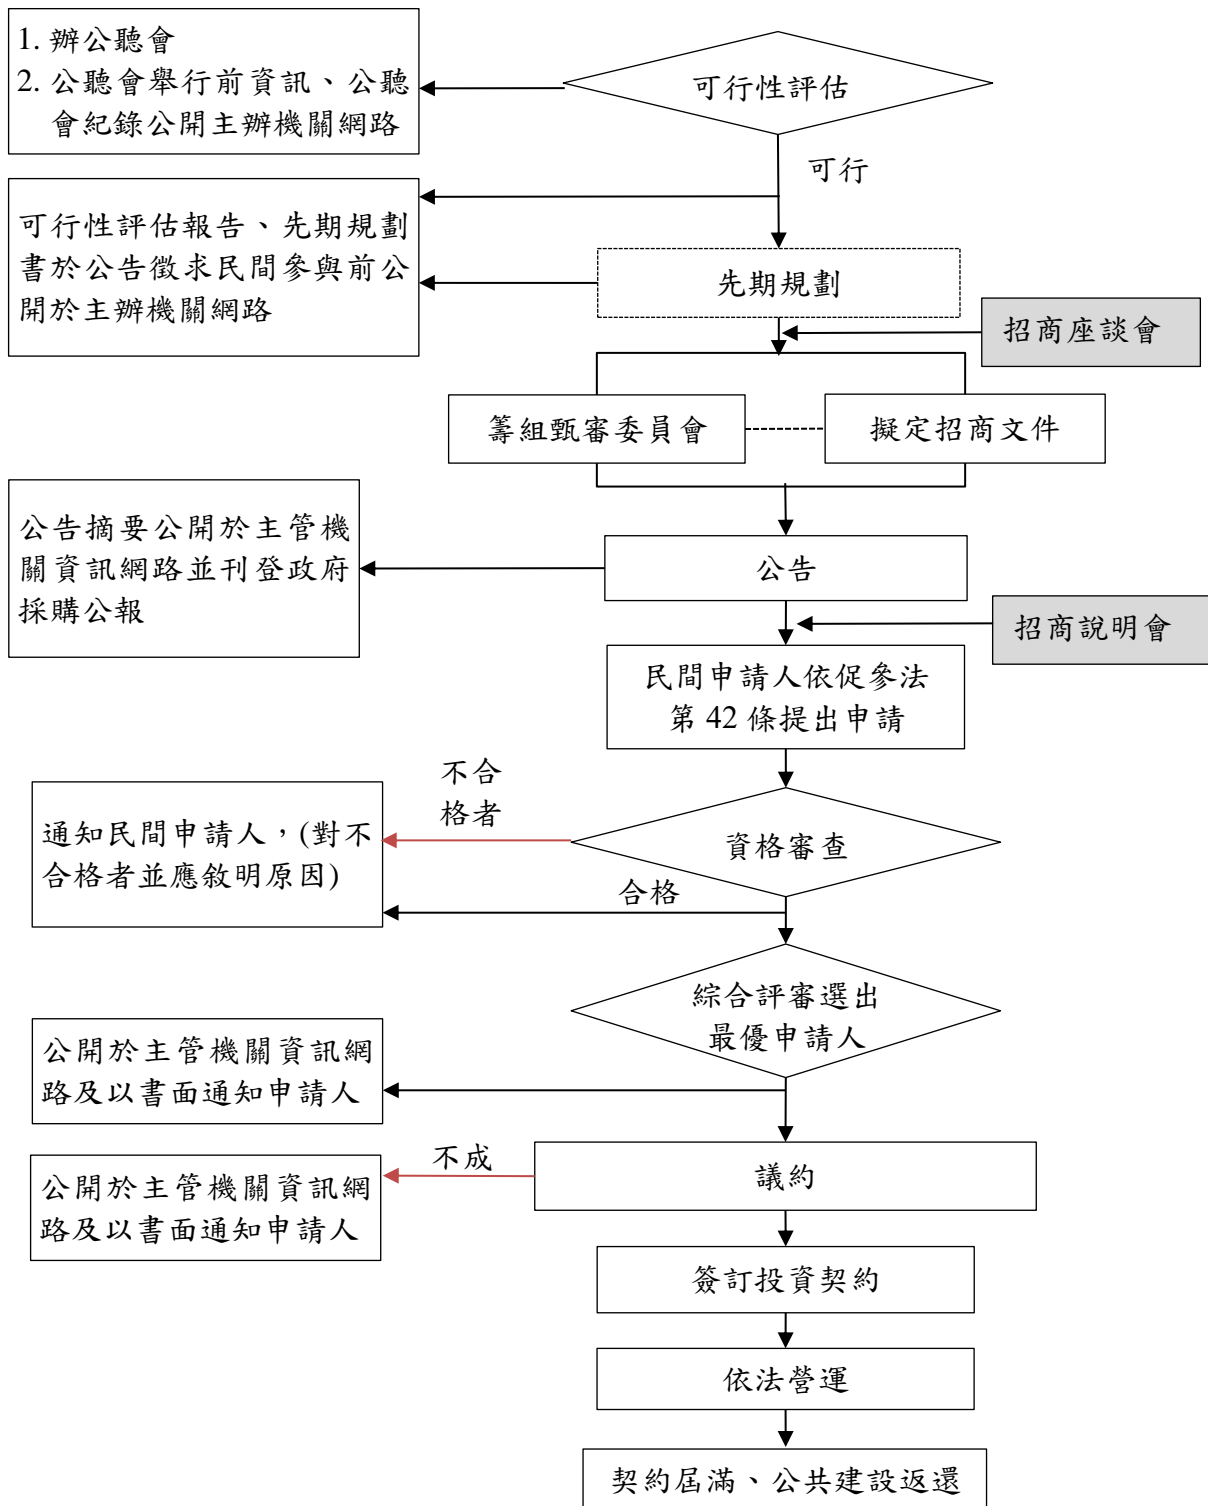 1. 辦公聽會
2. 公聽會舉行前資訊、公聽
會紀錄公開主辦機關網路
可行性評估
可行
可行性評估報告、先期規劃
書於公告徵求民間參與前公
開於主辦機關網路
先期規劃
招商座談會
籌組甄審委員會
擬定招商文件
公告摘要公開於主管機
關資訊網路並刊登政府
採購公報
公告
招商說明會
民間申請人依促參法
第 42 條提出申請
不合
格者
通知民間申請人，(對不
合格者並應敘明原因)
資格審查
合格
綜合評審選出
最優申請人
公開於主管機關資訊網
路及以書面通知申請人
不成
議約
公開於主管機關資訊網
路及以書面通知申請人
簽訂投資契約
依法營運
契約屆滿、公共建設返還